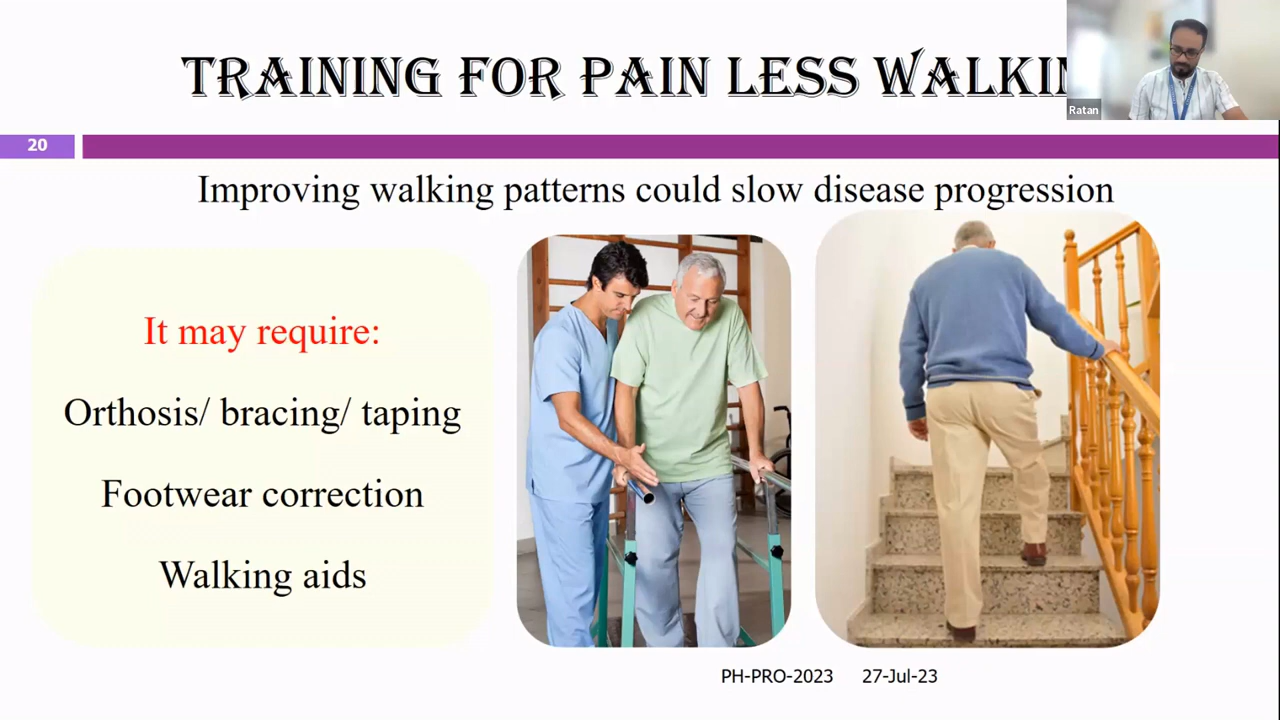 TRAINING FOR PAIN LESS WALKIN
Ratan
20
Improving walking patterns could slow disease progression
It may require:
Orthosis/ bracing/ taping
Footwear correction
Walking aids
PH-PRO-2023 27-Jul-23